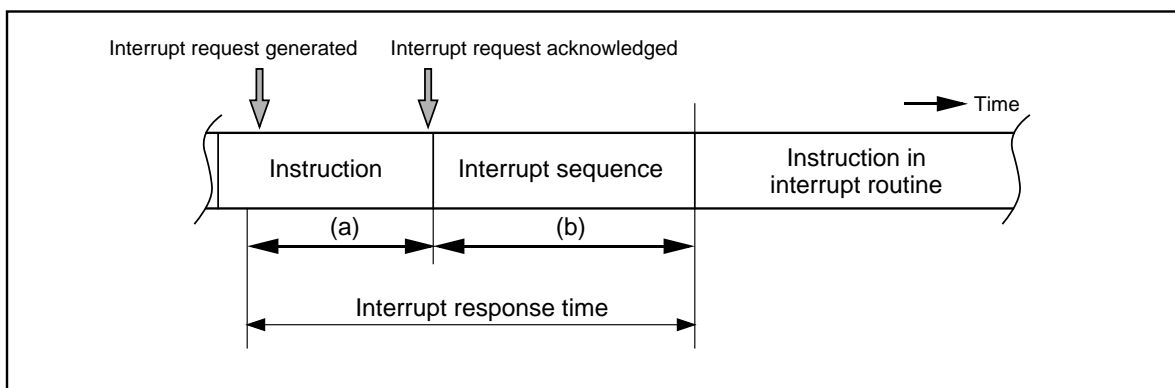 Interrupt request generated
Interrupt request acknowledged
Time
Instruction
Interrupt sequence
Instruction in
interrupt routine
(a)
(b)
Interrupt response time